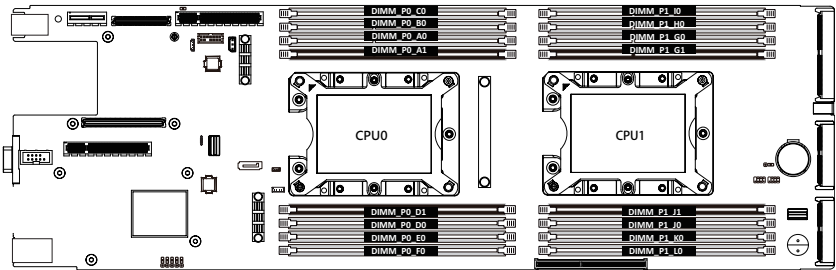 DIMM_P0_C0
DIMM_P0_B0
DIMM_P0_A0
DIMM_P0_A1
DIMM_P1_I0
DIMM_P1_H0
DIMM_P1_G0
DIMM_P1_G1
CPU0
CPU1
DIMM_P0_D1
DIMM_P0_D0
DIMM_P0_E0
DIMM_P0_F0
DIMM_P1_J1
DIMM_P1_J0
DIMM_P1_K0
DIMM_P1_L0